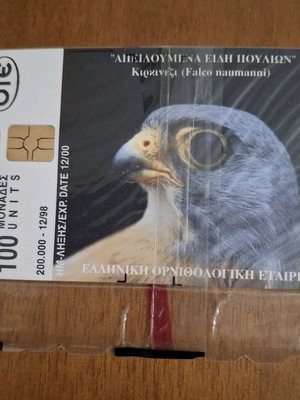 "ΑΠΕΙΛΟΥΜΕΝΑ ΕΙΔΗ ΠΟΥΛΙΩΝ"
Κιρκινέζι (Falco naumanni)
OTE
100 ΜΟΝΑΔΕΣ
UNITS
200.000 - 12/98
ΗΜ-ΛΗΞΗΣ/EXP. DATE 12/00
ΕΛΛΗΝΙΚΗ ΟΡΝΙΘΟΛΟΓΙΚΗ ΕΤΑΙΡΕ